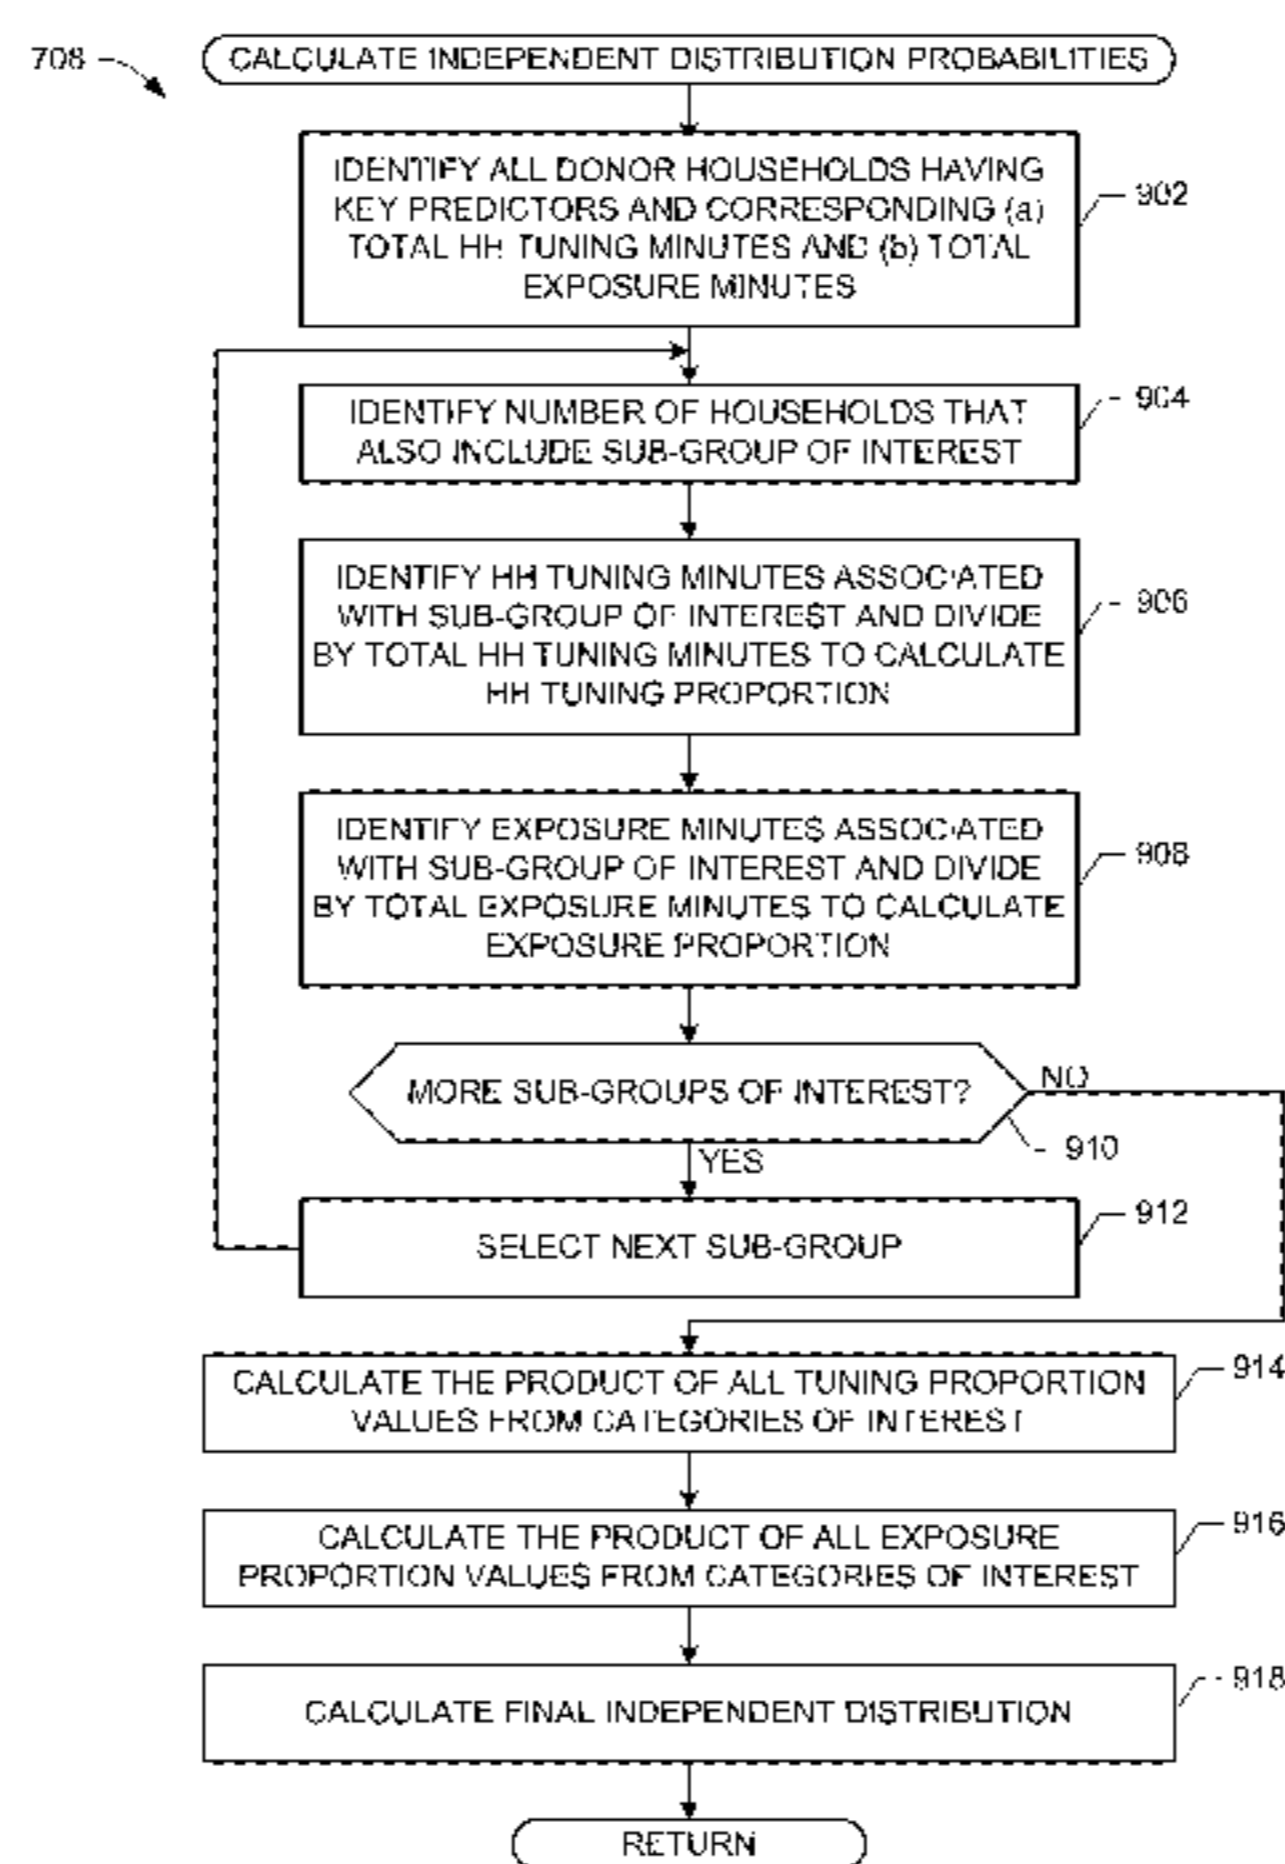 708
CALCULATE INDEPENDENT DISTRIBUTION PROBABILITIES
IDENTIFY ALL DONOR HOUSEHOLDS HAVING
KEY PREDICTORS AND CORRESPONDING (a)
TOTAL HH TUNING MINUTES AND (b) TOTAL
EXPOSURE MINUTES
902
IDENTIFY NUMBER OF HOUSEHOLDS THAT
ALSO INCLUDE SUB-GROUP OF INTEREST
904
IDENTIFY HH TUNING MINUTES ASSOCIATED
WITH SUB-GROUP OF INTEREST AND DIVIDE
BY TOTAL HH TUNING MINUTES TO CALCULATE
HH TUNING PROPORTION
906
IDENTIFY EXPOSURE MINUTES ASSOCIATED
WITH SUB-GROUP OF INTEREST AND DIVIDE
BY TOTAL EXPOSURE MINUTES TO CALCULATE
EXPOSURE PROPORTION
908
MORE SUB-GROUPS OF INTEREST?
NO
910
YES
SELECT NEXT SUB-GROUP
912
CALCULATE THE PRODUCT OF ALL TUNING PROPORTION
VALUES FROM CATEGORIES OF INTEREST
914
CALCULATE THE PRODUCT OF ALL EXPOSURE
PROPORTION VALUES FROM CATEGORIES OF INTEREST
916
CALCULATE FINAL INDEPENDENT DISTRIBUTION
918
RETURN